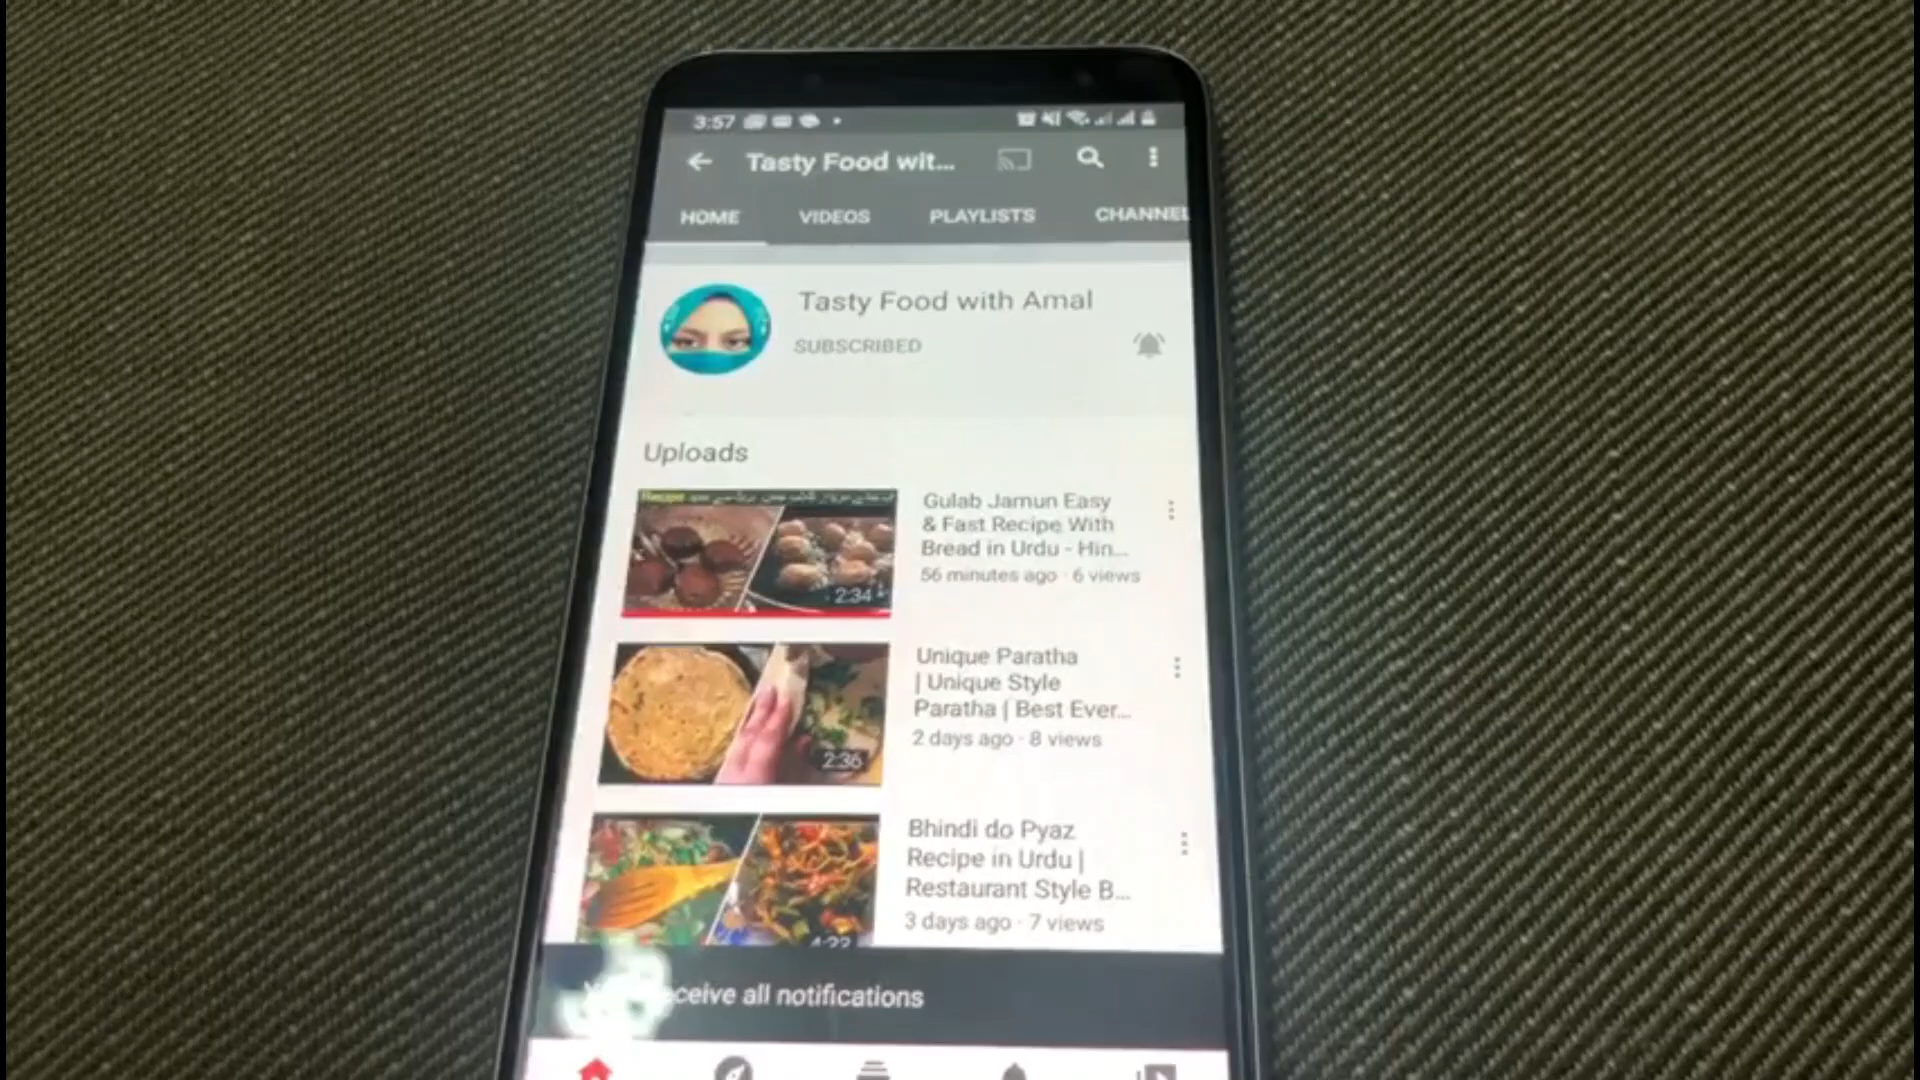 3:57
Tasty Food wit...
HOME VIDEOS PLAYLISTS CHANNEL
Tasty Food with Amal
SUBSCRIBED
Uploads
Recipe
Gulab Jamun Easy
& Fast Recipe With
Bread in Urdu - Hin...
56 minutes ago · 6 views
2:34
Unique Paratha
| Unique Style
Paratha | Best Ever...
2 days ago · 8 views
2:36
Bhindi do Pyaz
Recipe in Urdu |
Restaurant Style B...
3 days ago · 7 views
all notifications